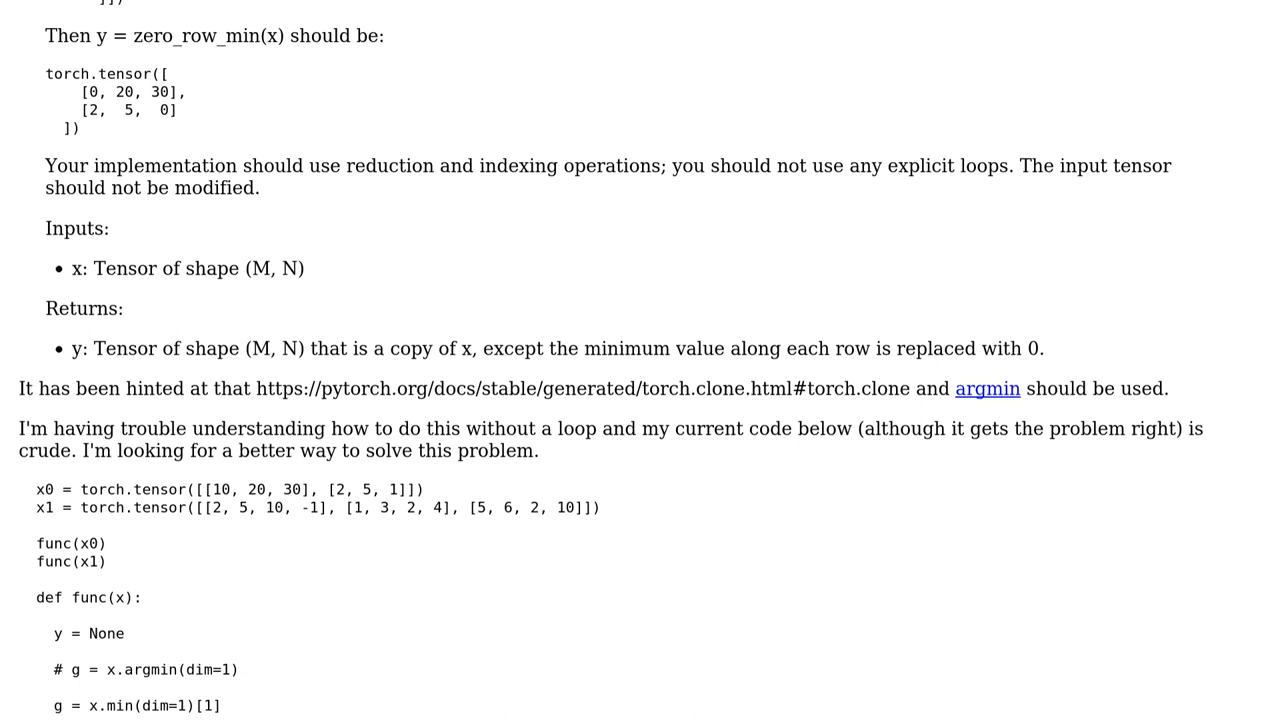 ])
Then y = zero_row_min(x) should be:
torch.tensor([
[0, 20, 30],
[2,  5,  0]
])
Your implementation should use reduction and indexing operations; you should not use any explicit loops. The input tensor
should not be modified.
Inputs:
• x: Tensor of shape (M, N)
Returns:
• y: Tensor of shape (M, N) that is a copy of x, except the minimum value along each row is replaced with 0.
It has been hinted at that https://pytorch.org/docs/stable/generated/torch.clone.html#torch.clone and argmin should be used.
I'm having trouble understanding how to do this without a loop and my current code below (although it gets the problem right) is
crude. I'm looking for a better way to solve this problem.
x0 = torch.tensor([[10, 20, 30], [2, 5, 1]])
x1 = torch.tensor([[2, 5, 10, -1], [1, 3, 2, 4], [5, 6, 2, 10]])
func(x0)
func(x1)
def func(x):
y = None
# g = x.argmin(dim=1)
g = x.min(dim=1)[1]